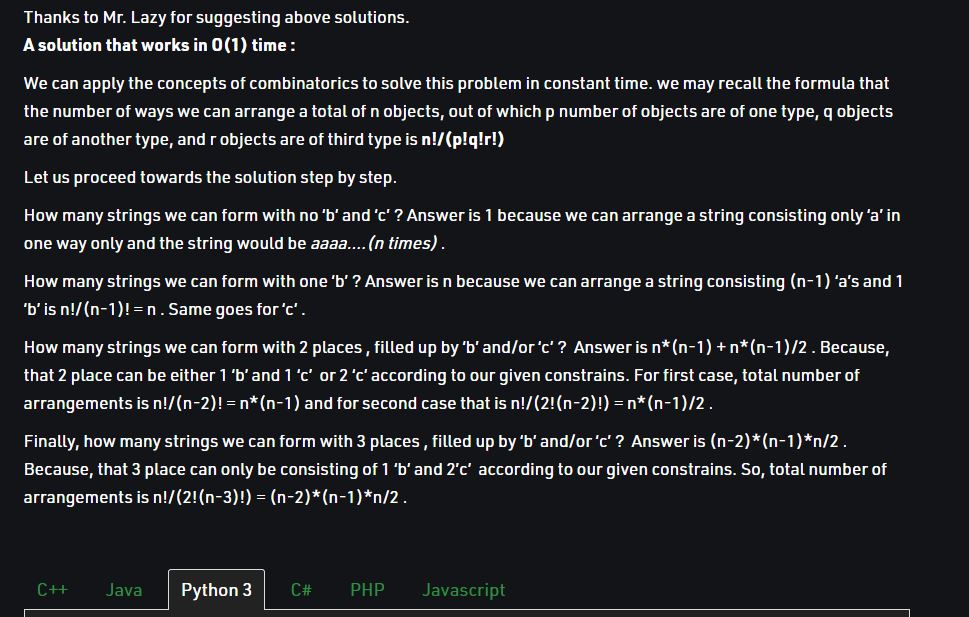 Thanks to Mr. Lazy for suggesting above solutions.
A solution that works in O(1) time :
We can apply the concepts of combinatorics to solve this problem in constant time. we may recall the formula that
the number of ways we can arrange a total of n objects, out of which p number of objects are of one type, q objects
are of another type, and r objects are of third type is n!/(p!q!r!)
Let us proceed towards the solution step by step.
How many strings we can form with no ‘b’ and ‘c’ ? Answer is 1 because we can arrange a string consisting only ‘a’ in
one way only and the string would be aaaa….(n times) .
How many strings we can form with one ‘b’ ? Answer is n because we can arrange a string consisting (n-1) ‘a’s and 1
‘b’ is n!/(n-1)! = n . Same goes for ‘c’ .
How many strings we can form with 2 places , filled up by ‘b’ and/or ‘c’ ?  Answer is n*(n-1) + n*(n-1)/2 . Because,
that 2 place can be either 1 ‘b’ and 1 ‘c’  or 2 ‘c’ according to our given constrains. For first case, total number of
arrangements is n!/(n-2)! = n*(n-1) and for second case that is n!/(2!(n-2)!) = n*(n-1)/2 .
Finally, how many strings we can form with 3 places , filled up by ‘b’ and/or ‘c’ ?  Answer is (n-2)*(n-1)*n/2 .
Because, that 3 place can only be consisting of 1 ‘b’ and 2’c’  according to our given constrains. So, total number of
arrangements is n!/(2!(n-3)!) = (n-2)*(n-1)*n/2 .
C++ Java Python 3 C# PHP Javascript